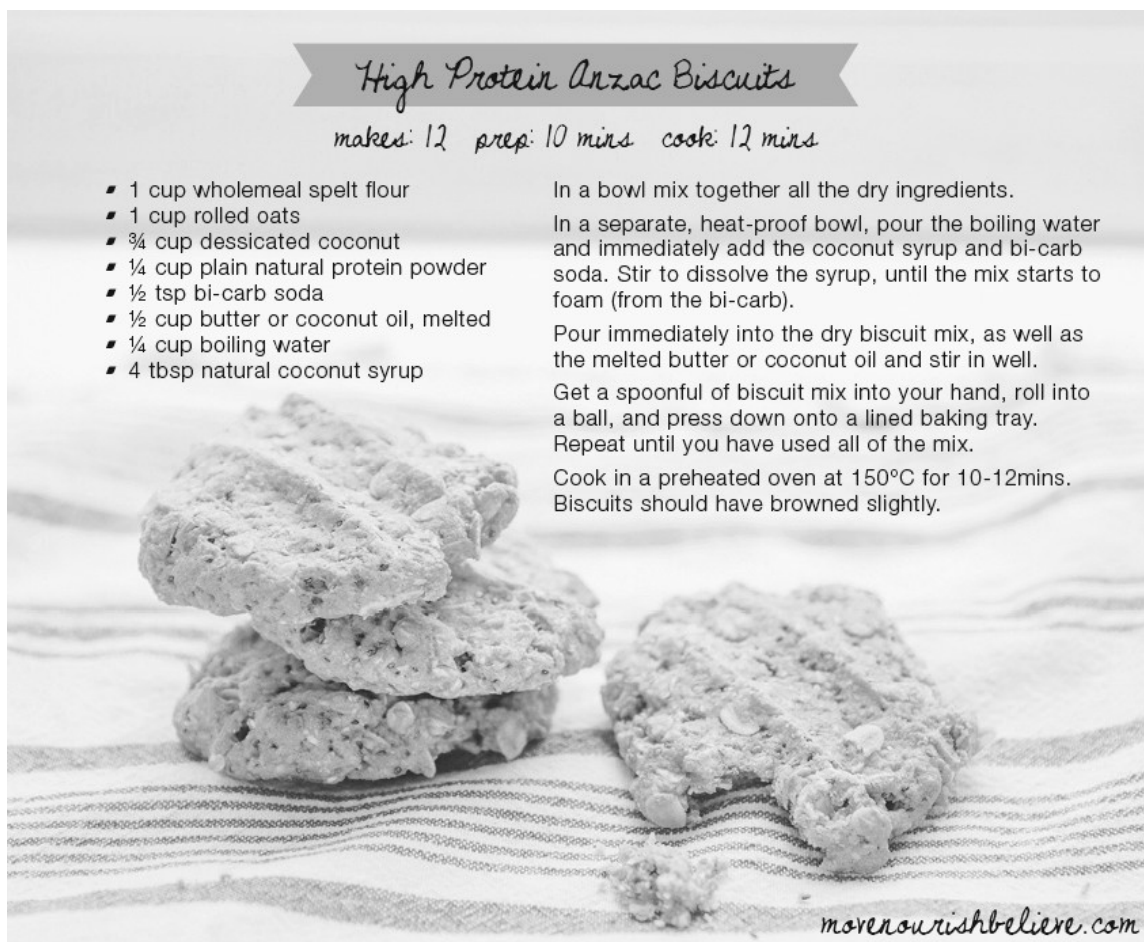 High Protein Anzac Biscuits
makes: 12 prep: 10 mins cook: 12 mins
1 cup wholemeal spelt flour
1 cup rolled oats
¾ cup dessicated coconut
¼ cup plain natural protein powder
½ tsp bi-carb soda
½ cup butter or coconut oil, melted
¼ cup boiling water
4 tbsp natural coconut syrup
In a bowl mix together all the dry ingredients.
In a separate, heat-proof bowl, pour the boiling water
and immediately add the coconut syrup and bi-carb
soda. Stir to dissolve the syrup, until the mix starts to
foam (from the bi-carb).
Pour immediately into the dry biscuit mix, as well as
the melted butter or coconut oil and stir in well.
Get a spoonful of biscuit mix into your hand, roll into
a ball, and press down onto a lined baking tray.
Repeat until you have used all of the mix.
Cook in a preheated oven at 150ºC for 10-12mins.
Biscuits should have browned slightly.
movenourishbelieve.com